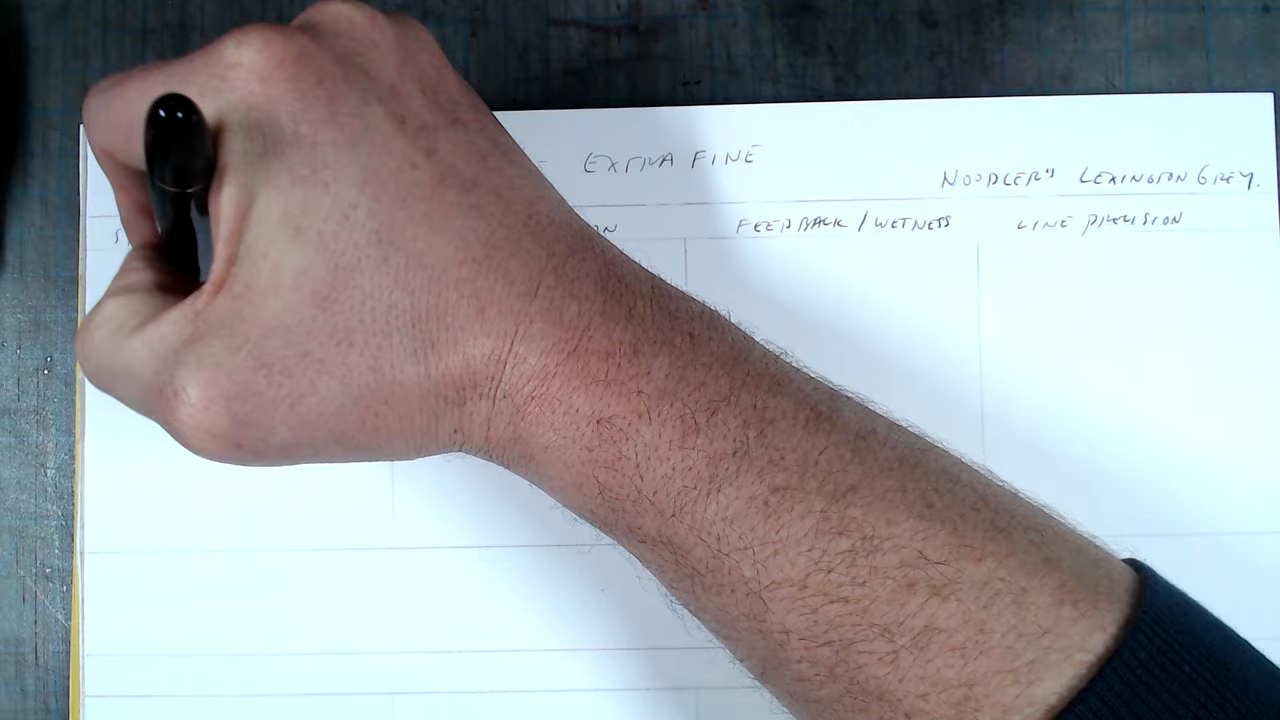 EXTRA FINE
NOODLER'S LEXINGTON GREY.
FEEDBACK / WETNESS LINE PRECISION